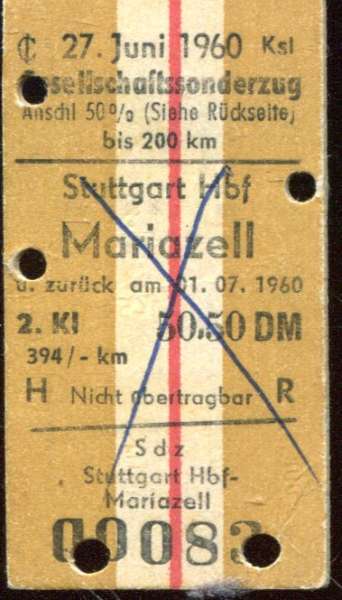 ₵ 27. Juni 1960 Ksl
Gesellschaftssonderzug
Anschl 50% (Siehe Rückseite)
bis 200 km
Stuttgart Hbf
Mariazell
u. zurück am 01. 07. 1960
2. Kl 50.50 DM
394/- km
H Nicht übertragbar R
Sdz
Stuttgart Hbf-
Mariazell
00083